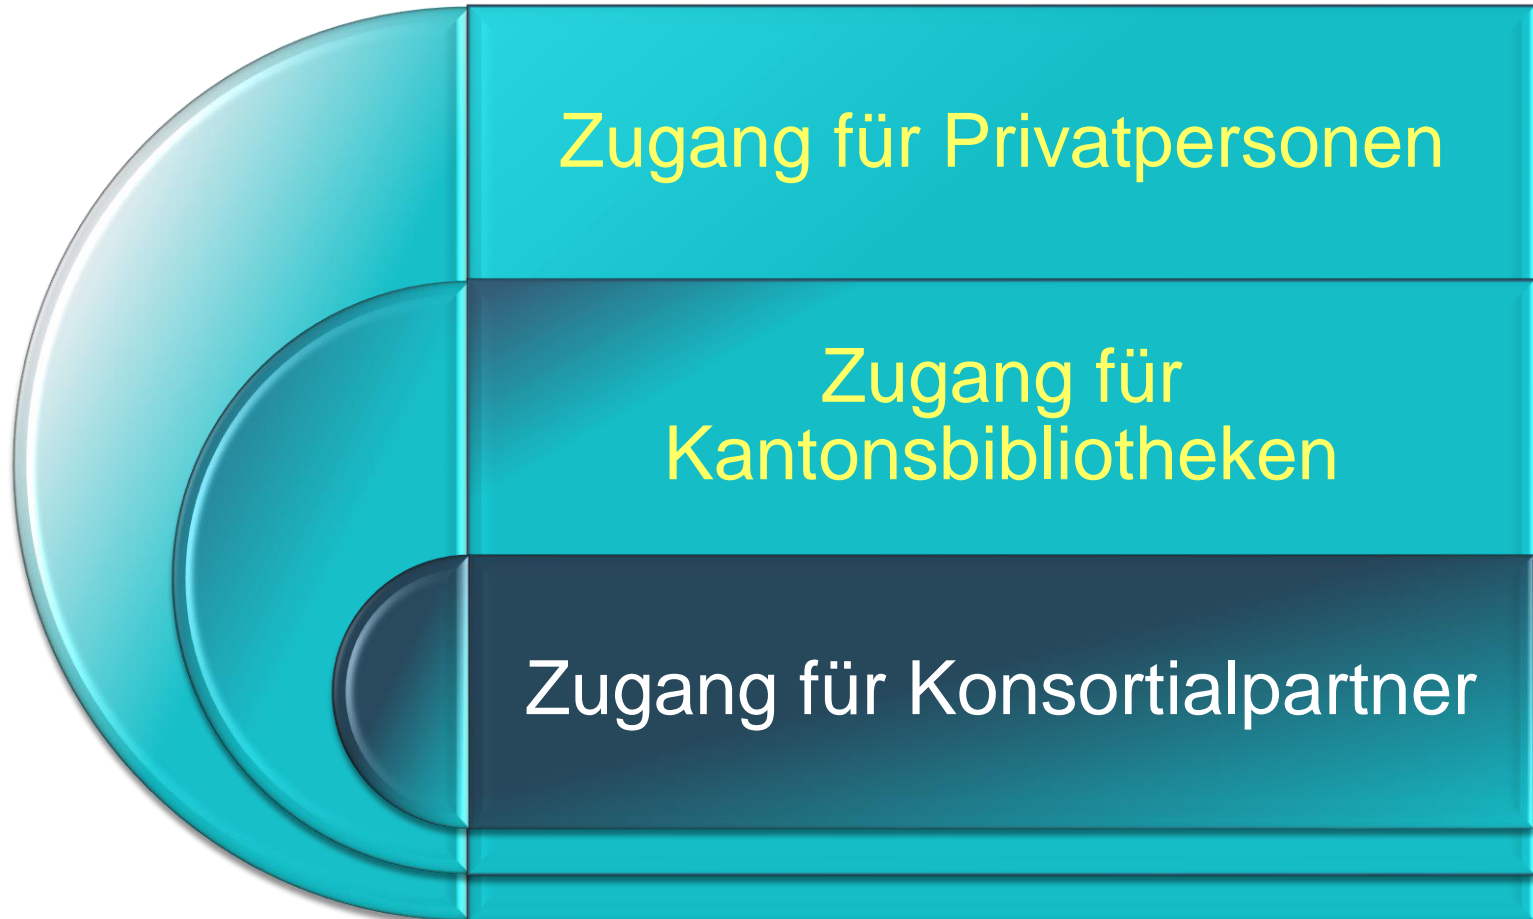 Zugang für Privatpersonen
Zugang für
Kantonsbibliotheken
Zugang für Konsortialpartner